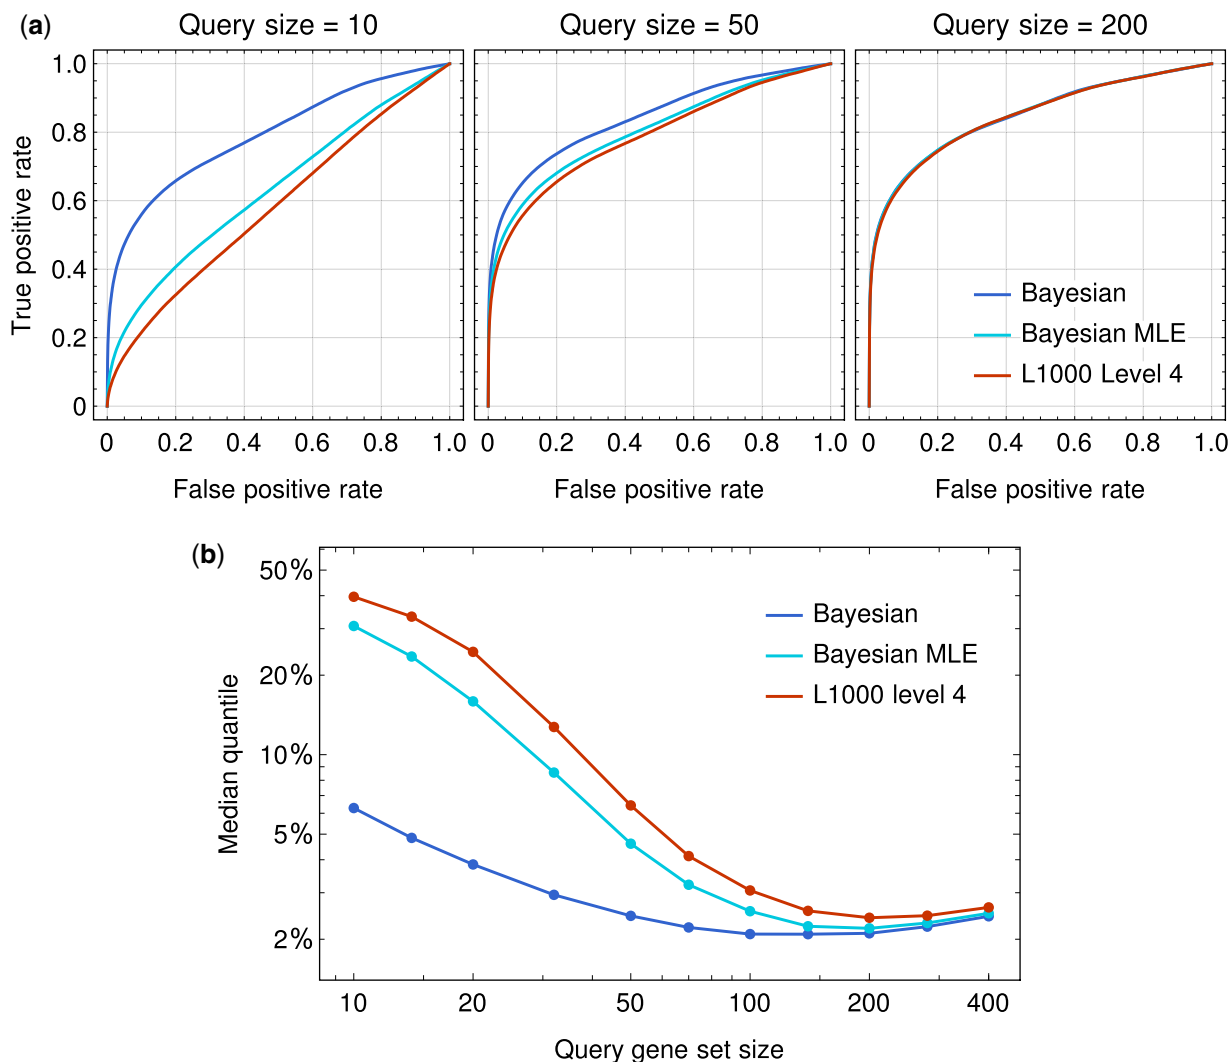 (a)
Query size = 10
Query size = 50
Query size = 200
True positive rate
1.0
0.8
0.6
0.4
0.2
0
0 0.2 0.4 0.6 0.8 1.0
0 0.2 0.4 0.6 0.8 1.0
0 0.2 0.4 0.6 0.8 1.0
Bayesian
Bayesian MLE
L1000 Level 4
False positive rate
False positive rate
False positive rate
(b)
Median quantile
50%
20%
10%
5%
2%
Bayesian
Bayesian MLE
L1000 level 4
10 20 50 100 200 400
Query gene set size